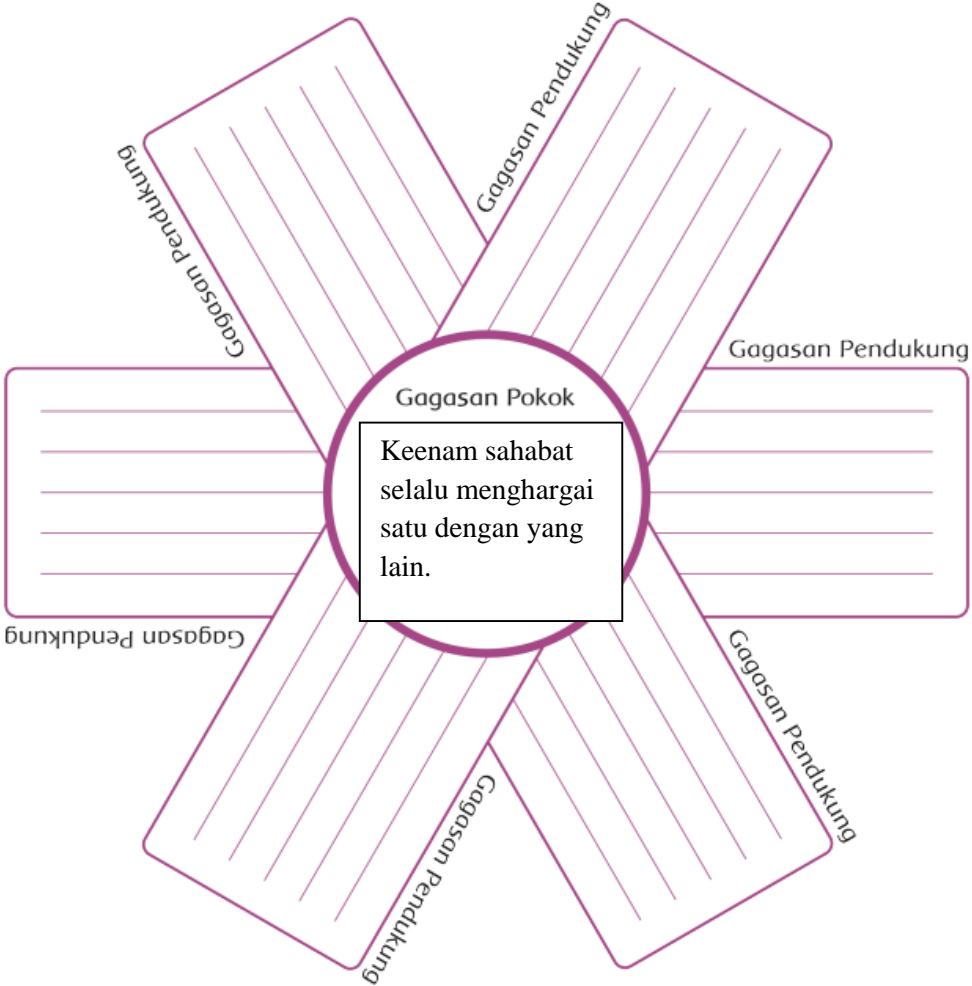 Gagasan Pendukung
Gagasan Pendukung
Gagasan Pendukung
Gagasan Pokok
Keenam sahabat
selalu menghargai
satu dengan yang
lain.
Gagasan Pendukung
Gagasan Pendukung
Gagasan Pendukung